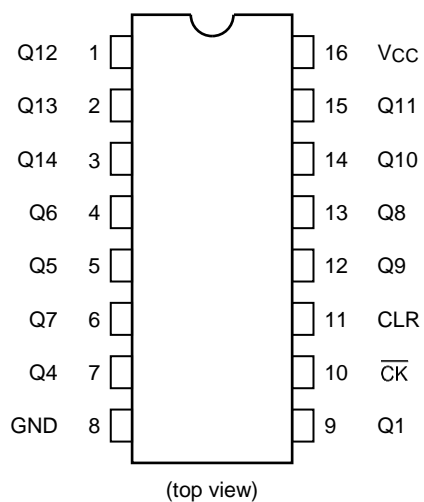 Q12 1 16 VCC
Q13 2 15 Q11
Q14 3 14 Q10
Q6 4 13 Q8
Q5 5 12 Q9
Q7 6 11 CLR
Q4 7 10 C̅K̅
GND 8 9 Q1
(top view)